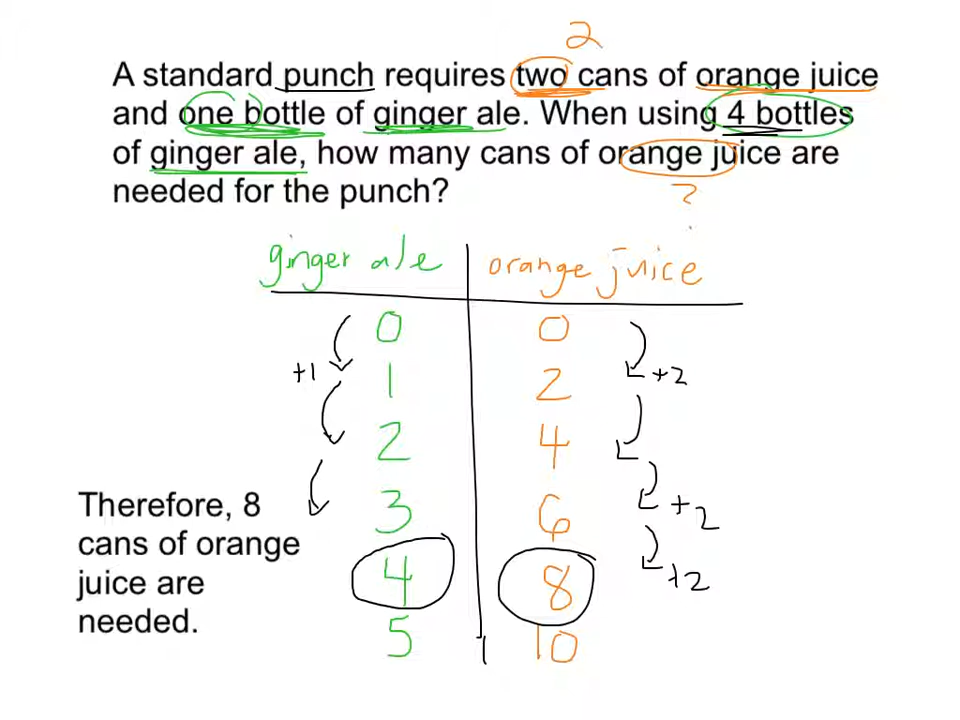 2
A standard punch requires two cans of orange juice
and one bottle of ginger ale. When using 4 bottles
of ginger ale, how many cans of orange juice are
needed for the punch?
?
ginger ale orange juice
0 0
+1 1 2 +2
2 4
3 6 +2
4 8 +2
5 10
Therefore, 8
cans of orange
juice are
needed.